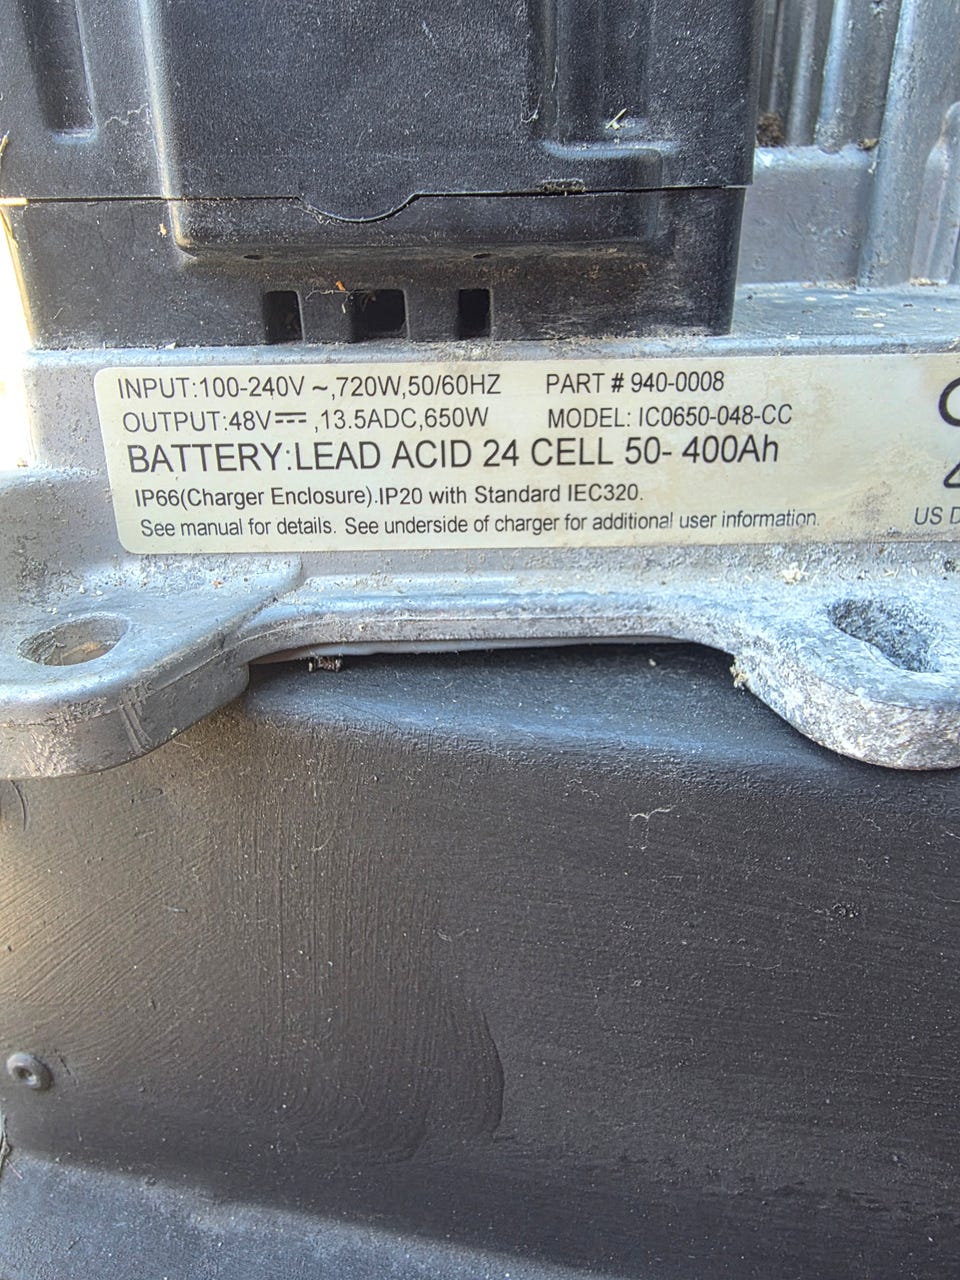 INPUT:100-240V ~,720W,50/60HZ PART # 940-0008
OUTPUT:48V⎓ ,13.5ADC,650W MODEL: IC0650-048-CC
BATTERY:LEAD ACID 24 CELL 50- 400Ah
IP66(Charger Enclosure).IP20 with Standard IEC320.
See manual for details. See underside of charger for additional user information.
US